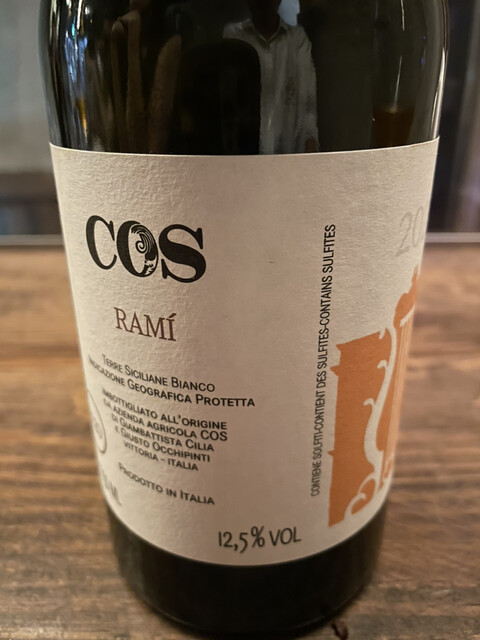 COS
RAMÍ
TERRE SICILIANE BIANCO
INDICAZIONE GEOGRAFICA PROTETTA
IMBOTTIGLIATO ALL'ORIGINE
DA AZIENDA AGRICOLA COS
DI GIAMBATTISTA CILIA
E GIUSTO OCCHIPINTI
VITTORIA - ITALIA
PRODOTTO IN ITALIA
12,5% VOL
CONTIENE SOLFITI-CONTIENT DES SULFITES-CONTAINS SULFITES
20